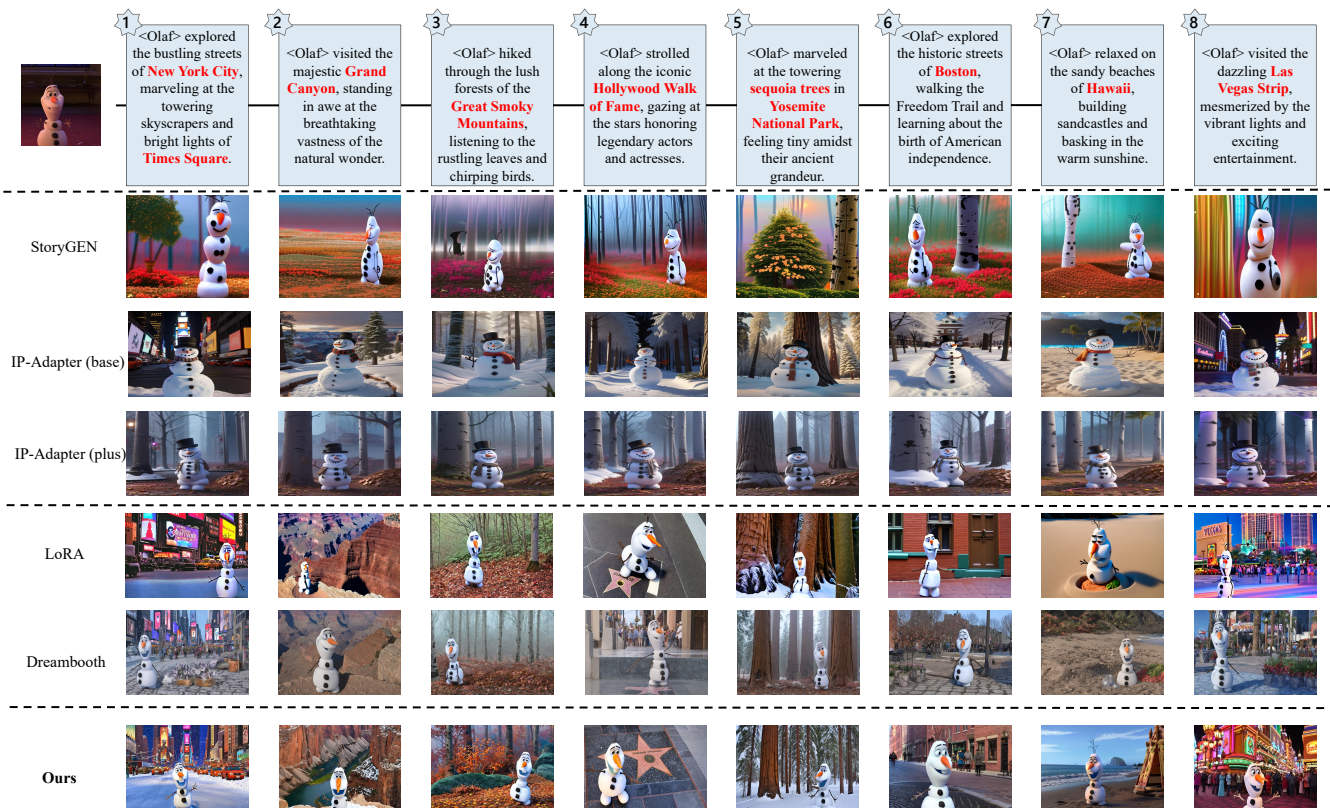 1
<Olaf> explored
the bustling streets
of New York City,
marveling at the
towering
skyscrapers and
bright lights of
Times Square.
2
<Olaf> visited the
majestic Grand
Canyon, standing
in awe at the
breathtaking
vastness of the
natural wonder.
3
<Olaf> hiked
through the lush
forests of the
Great Smoky
Mountains,
listening to the
rustling leaves and
chirping birds.
4
<Olaf> strolled
along the iconic
Hollywood Walk
of Fame, gazing at
the stars honoring
legendary actors
and actresses.
5
<Olaf> marveled
at the towering
sequoia trees in
Yosemite
National Park,
feeling tiny amidst
their ancient
grandeur.
6
<Olaf> explored
the historic streets
of Boston,
walking the
Freedom Trail and
learning about the
birth of American
independence.
7
<Olaf> relaxed on
the sandy beaches
of Hawaii,
building
sandcastles and
basking in the
warm sunshine.
8
<Olaf> visited the
dazzling Las
Vegas Strip,
mesmerized by the
vibrant lights and
exciting
entertainment.
StoryGEN
IP-Adapter (base)
IP-Adapter (plus)
LoRA
Dreambooth
Ours